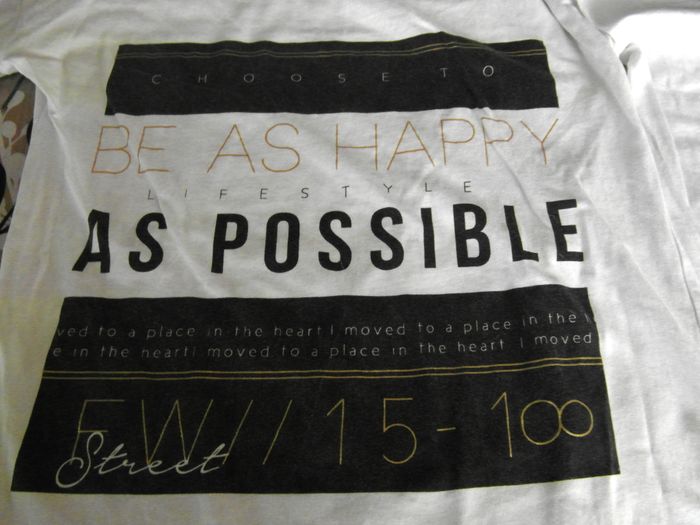 CHOOSE TO
BE AS HAPPY
LIFESTYLE
AS POSSIBLE
ved to a place in the heart I moved to a place in the
e in the heart I moved to a place in the heart I moved
FW// 15-100
Street